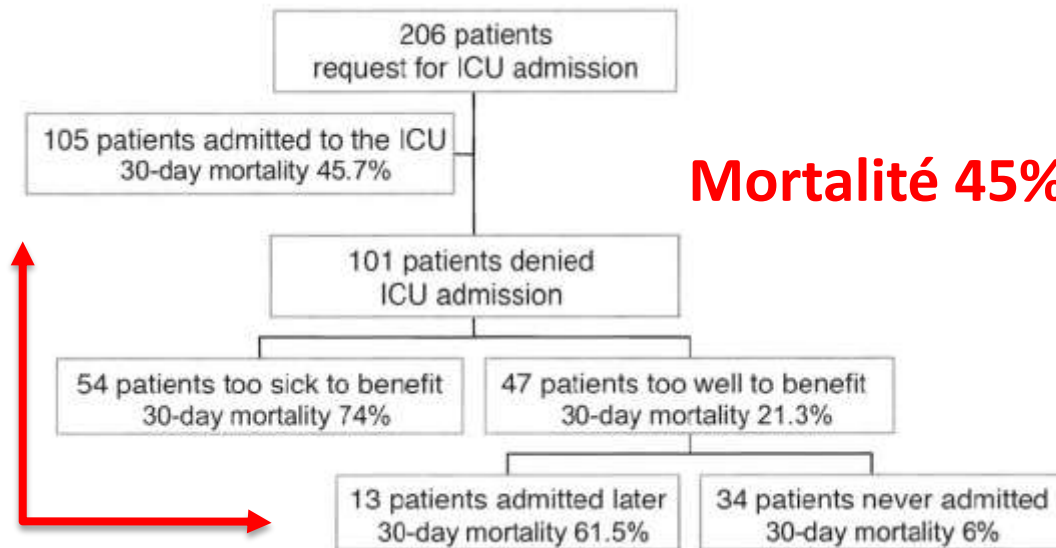 206 patients
request for ICU admission
105 patients admitted to the ICU
30-day mortality 45.7%
Mortalité 45%
101 patients denied
ICU admission
54 patients too sick to benefit
30-day mortality 74%
47 patients too well to benefit
30-day mortality 21.3%
13 patients admitted later
30-day mortality 61.5%
34 patients never admitted
30-day mortality 6%